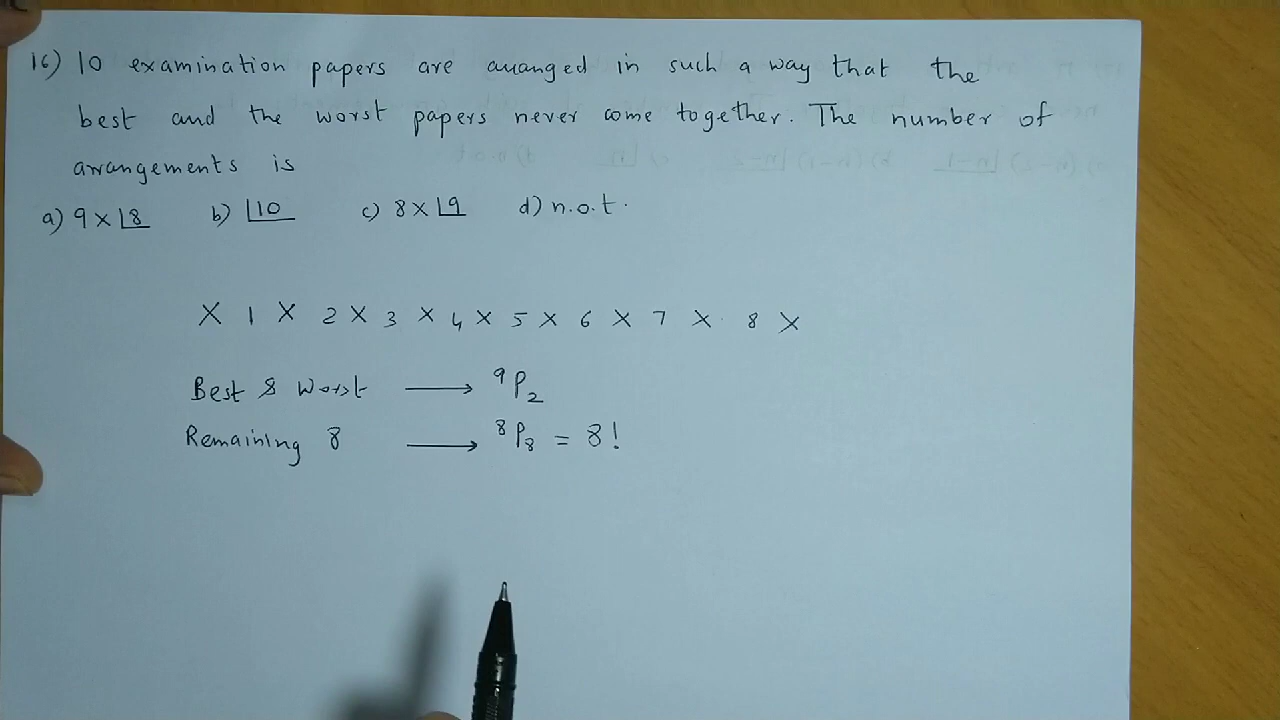 16) 10 examination papers are arranged in such a way that the
best and the worst papers never come together. The number of
arrangements is
a) 9 × ⌊8 b) ⌊10 c) 8 × ⌊9 d) n.o.t.
X 1 X 2 X 3 X 4 X 5 X 6 X 7 X 8 X
Best & Worst ⟶ ⁹P₂
Remaining 8 ⟶ ⁸P₈ = 8!